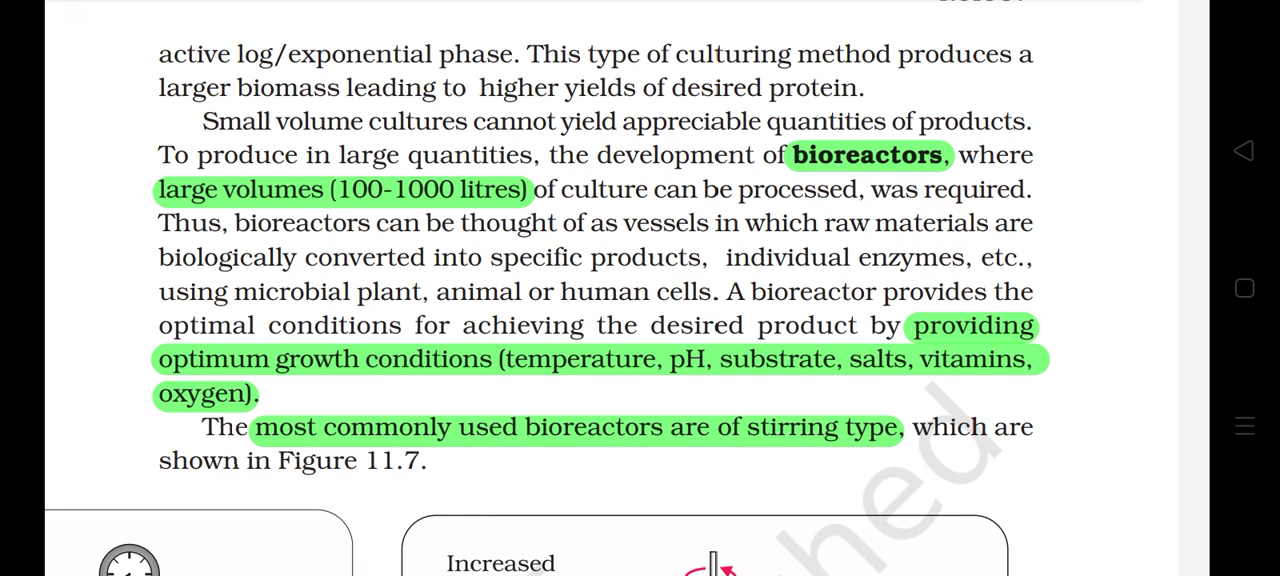 active log/exponential phase. This type of culturing method produces a
larger biomass leading to higher yields of desired protein.
Small volume cultures cannot yield appreciable quantities of products.
To produce in large quantities, the development of bioreactors, where
large volumes (100-1000 litres) of culture can be processed, was required.
Thus, bioreactors can be thought of as vessels in which raw materials are
biologically converted into specific products, individual enzymes, etc.,
using microbial plant, animal or human cells. A bioreactor provides the
optimal conditions for achieving the desired product by providing
optimum growth conditions (temperature, pH, substrate, salts, vitamins,
oxygen).
The most commonly used bioreactors are of stirring type, which are
shown in Figure 11.7.
Increased